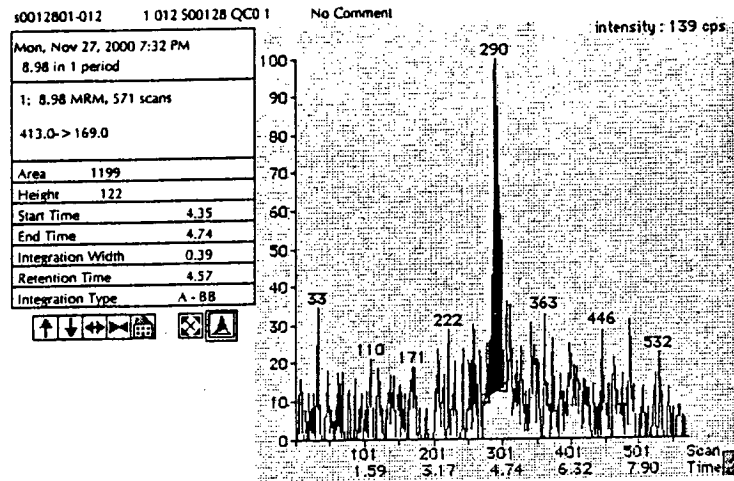 s0012801-012 1 012 S00128 QC0 1 No Comment
intensity : 139 cps
Mon, Nov 27, 2000 7:32 PM
8.98 in 1 period
1: 8.98 MRM, 571 scans
413.0-> 169.0
Area 1199
Height 122
Start Time 4.35
End Time 4.74
Integration Width 0.39
Retention Time 4.57
Integration Type A - BB
290
100
90
80
70
60
50
40
30
20
10
0
33
110
171
222
363
446
532
101 201 301 401 501 Scan
1.59 3.17 4.74 6.32 7.90 Time